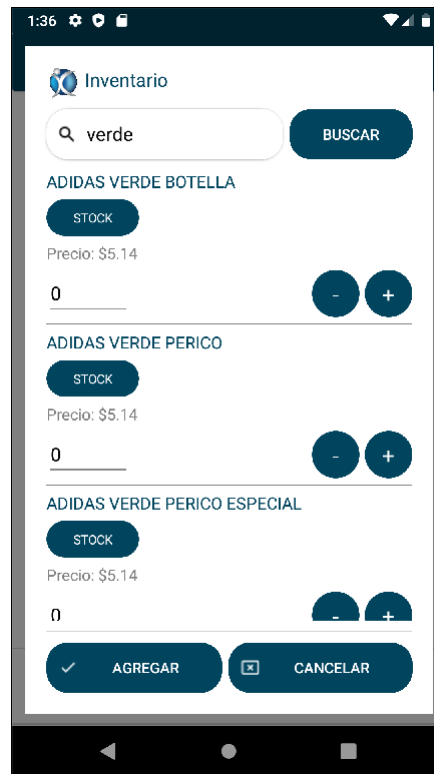 1:36
Inventario
verde
BUSCAR
ADIDAS VERDE BOTELLA
STOCK
Precio: $5.14
0
- +
ADIDAS VERDE PERICO
STOCK
Precio: $5.14
0
- +
ADIDAS VERDE PERICO ESPECIAL
STOCK
Precio: $5.14
0
- +
AGREGAR
CANCELAR